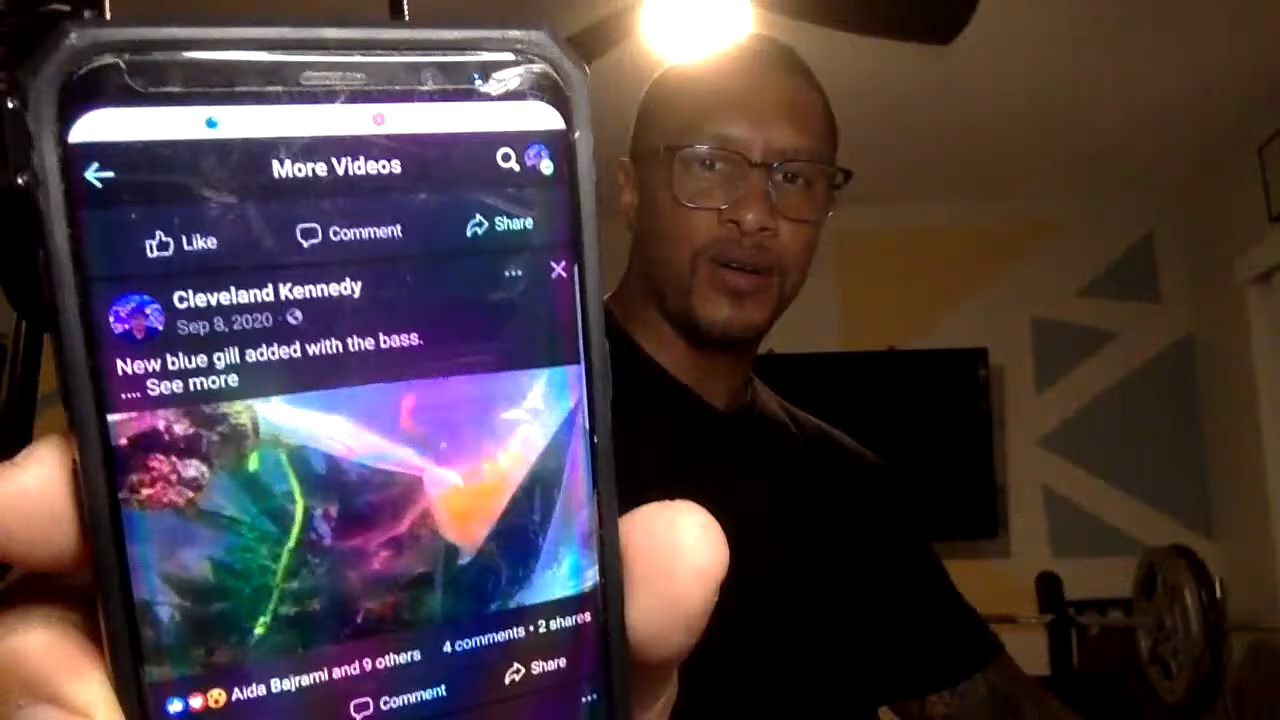 More Videos
Like Comment Share
Cleveland Kennedy
Sep 8, 2020
New blue gill added with the bass.
.... See more
4 comments • 2 shares
Aida Bajrami and 9 others
Comment Share